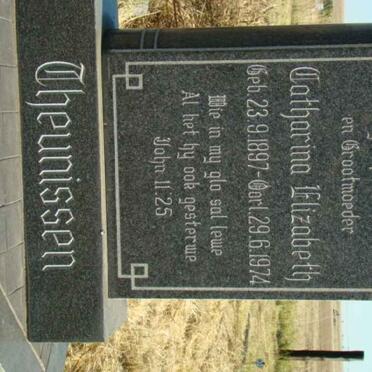 en Grootmoeder
Catharina Elizabeth
Geb. 23.9.1897-Oorl.29.6.1974
Wie in my glo sal lewe
Al het hy ook gesterwe
John 11:25
Theunissen